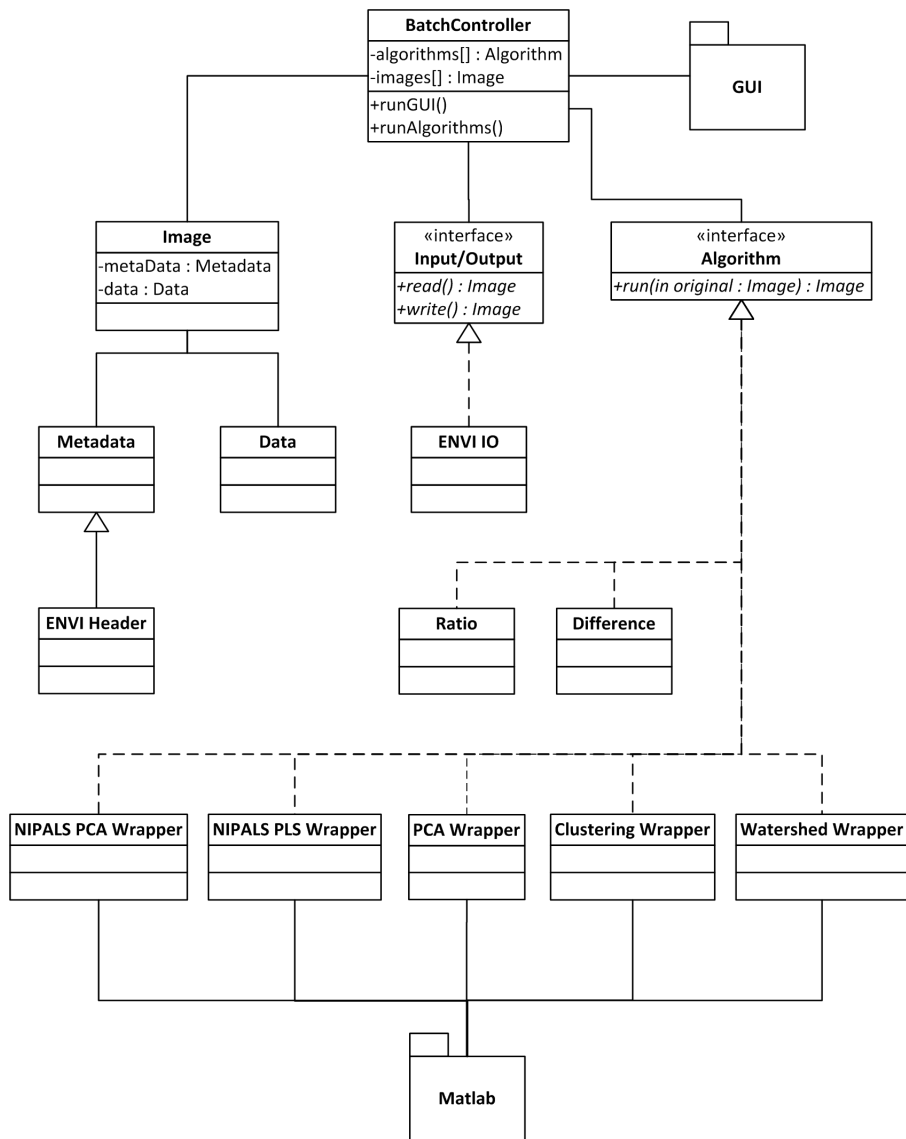 BatchController
-algorithms[] : Algorithm
-images[] : Image
+runGUI()
+runAlgorithms()
GUI
Image
-metaData : Metadata
-data : Data
«interface»
Input/Output
+read() : Image
+write() : Image
«interface»
Algorithm
+run(in original : Image) : Image
Metadata
Data
ENVI IO
ENVI Header
Ratio
Difference
NIPALS PCA Wrapper
NIPALS PLS Wrapper
PCA Wrapper
Clustering Wrapper
Watershed Wrapper
Matlab